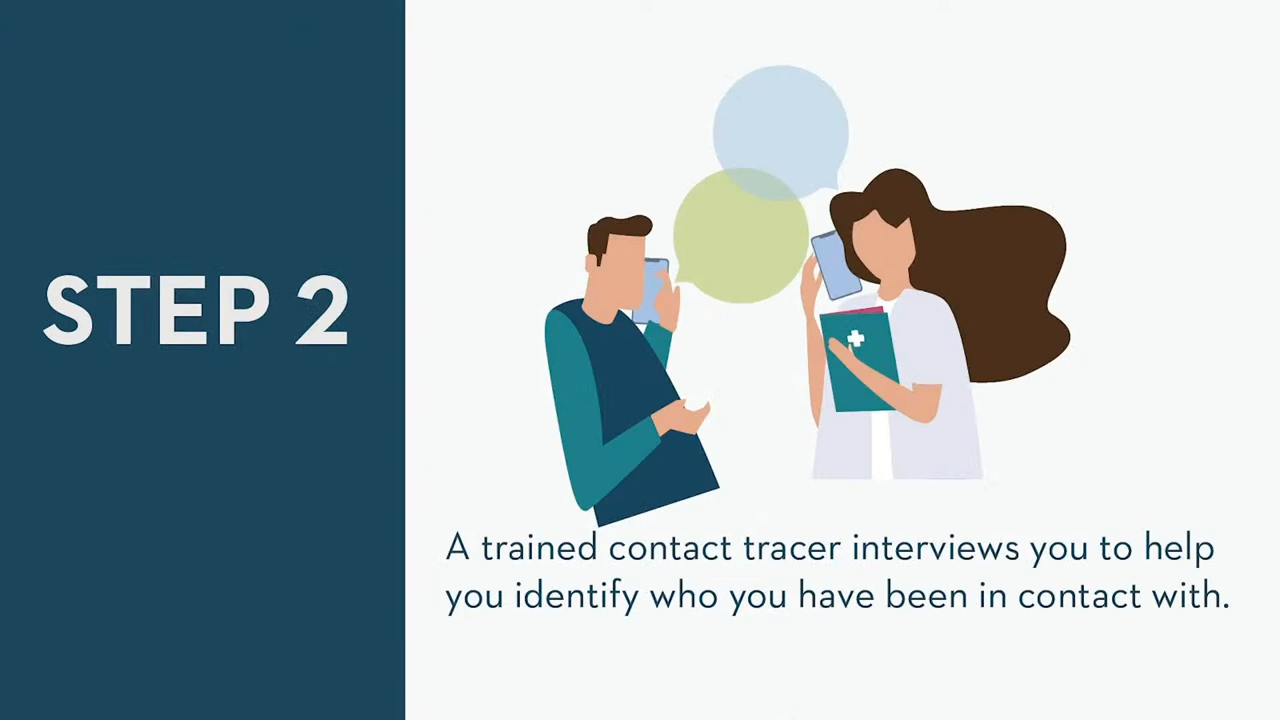 STEP 2
A trained contact tracer interviews you to help
you identify who you have been in contact with.